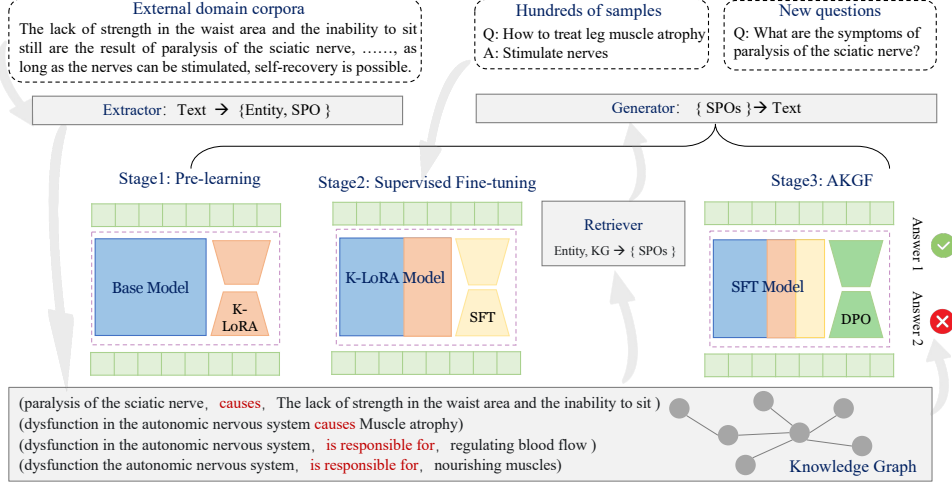 External domain corpora
The lack of strength in the waist area and the inability to sit
still are the result of paralysis of the sciatic nerve, ……, as
long as the nerves can be stimulated, self-recovery is possible.
Hundreds of samples
Q: How to treat leg muscle atrophy
A: Stimulate nerves
New questions
Q: What are the symptoms of
paralysis of the sciatic nerve?
Extractor: Text → {Entity, SPO }
Generator: { SPOs }→ Text
Stage1: Pre-learning
Stage2: Supervised Fine-tuning
Stage3: AKGF
Base Model
K-
LoRA
K-LoRA Model
SFT
Retriever
Entity, KG → { SPOs }
SFT Model
DPO
Answer 1
Answer 2
(paralysis of the sciatic nerve, causes, The lack of strength in the waist area and the inability to sit )
(dysfunction in the autonomic nervous system causes Muscle atrophy)
(dysfunction in the autonomic nervous system, is responsible for, regulating blood flow )
(dysfunction the autonomic nervous system, is responsible for, nourishing muscles)
Knowledge Graph